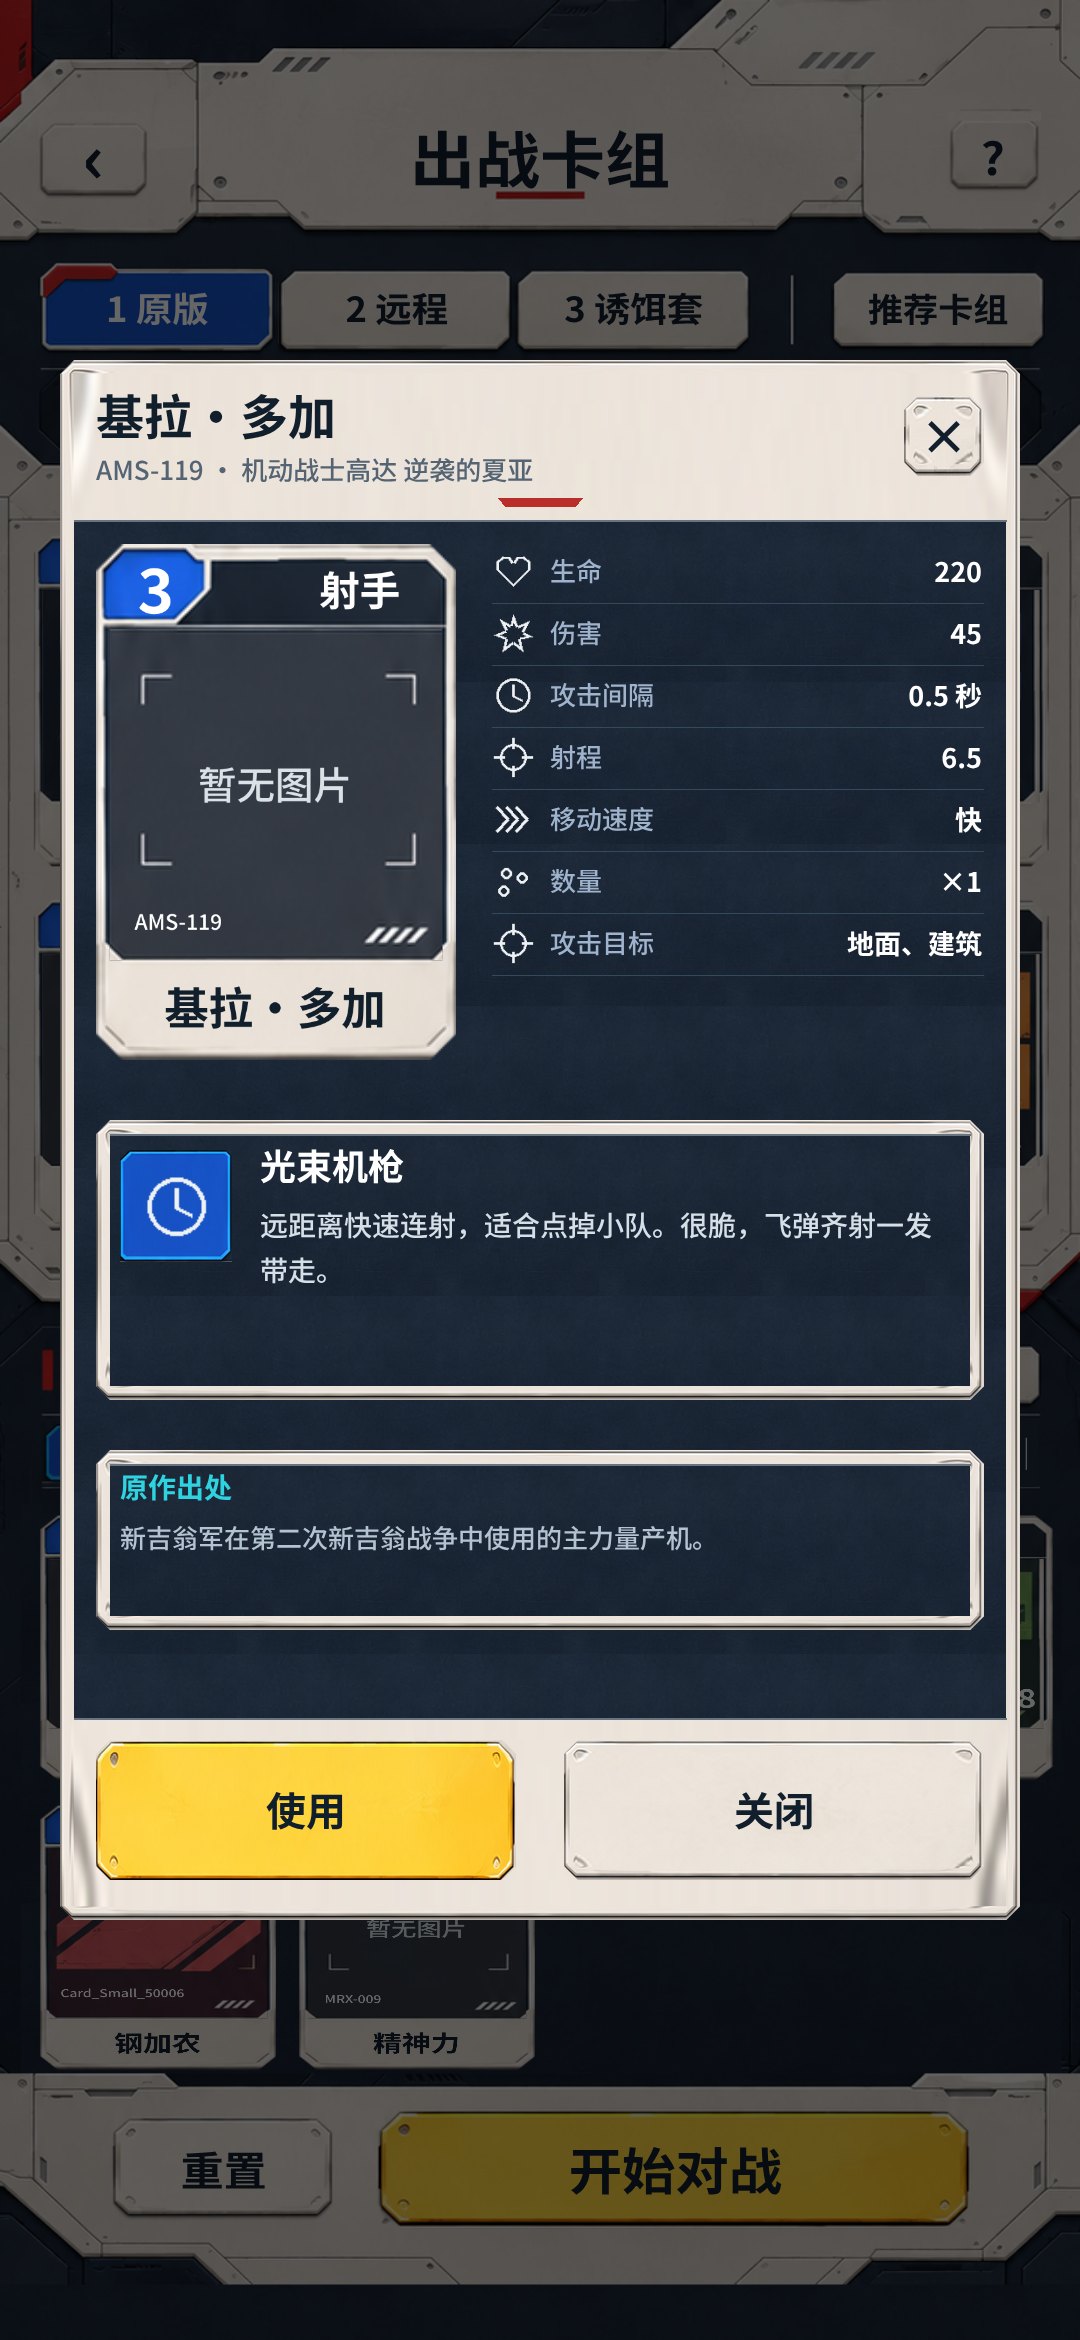 ‹
出战卡组
?
1 原版
2 远程
3 诱饵套
推荐卡组
基拉・多加
AMS-119 ・ 机动战士高达 逆袭的夏亚
×
3
射手
暂无图片
AMS-119
基拉・多加
生命
220
伤害
45
攻击间隔
0.5 秒
射程
6.5
移动速度
快
数量
×1
攻击目标
地面、建筑
光束机枪
远距离快速连射，适合点掉小队。很脆，飞弹齐射一发
带走。
原作出处
新吉翁军在第二次新吉翁战争中使用的主力量产机。
8
使用
关闭
暂无图片
Card_Small_50006
MRX-009
钢加农
精神力
重置
开始对战